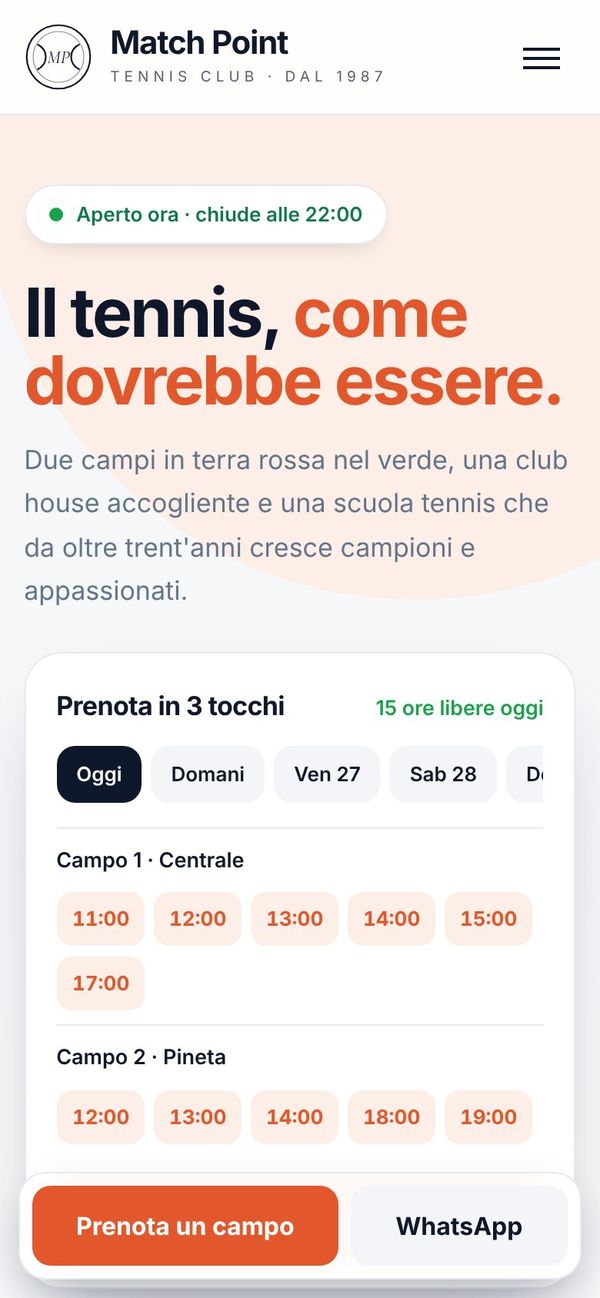 MP
Match Point
TENNIS CLUB · DAL 1987
Aperto ora · chiude alle 22:00
Il tennis, come
dovrebbe essere.
Due campi in terra rossa nel verde, una club
house accogliente e una scuola tennis che
da oltre trent'anni cresce campioni e
appassionati.
Prenota in 3 tocchi
15 ore libere oggi
Oggi Domani Ven 27 Sab 28
Campo 1 · Centrale
11:00 12:00 13:00 14:00 15:00
17:00
Campo 2 · Pineta
12:00 13:00 14:00 18:00 19:00
Prenota un campo WhatsApp